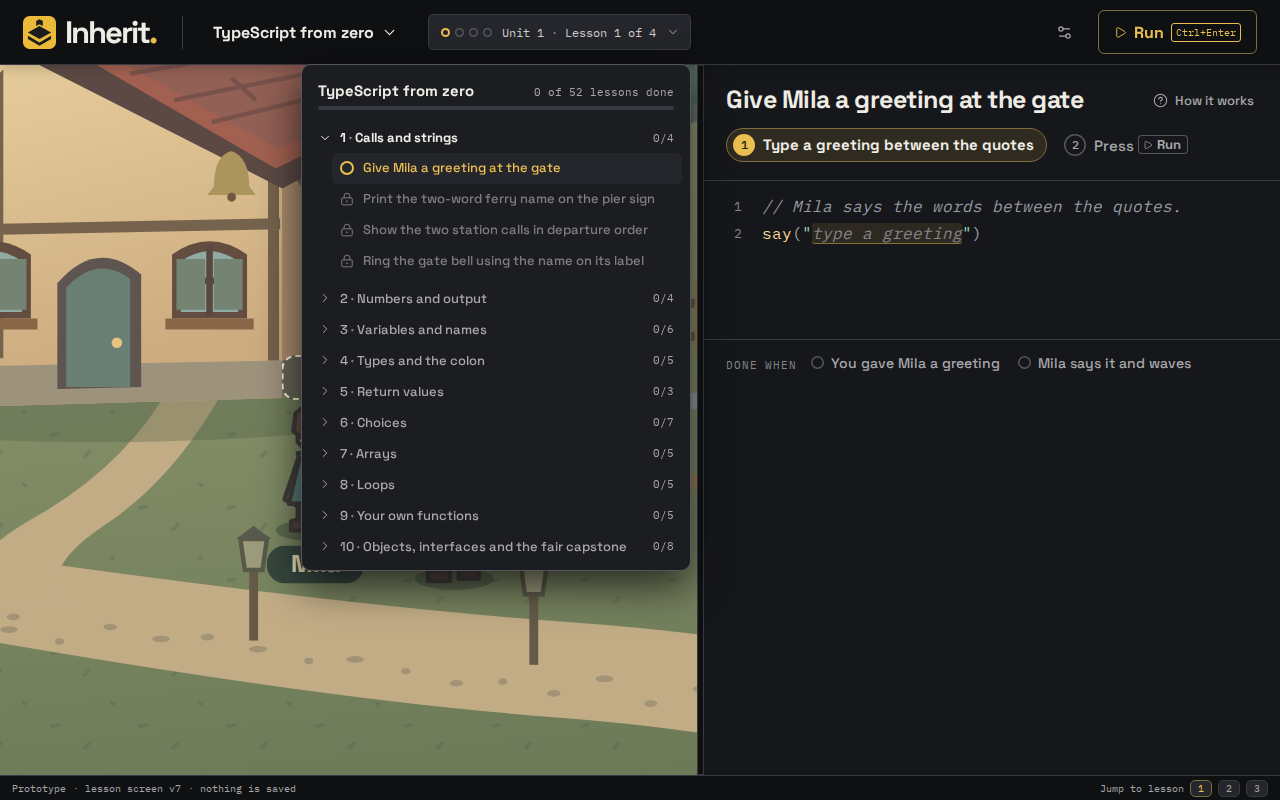 Inherit.
TypeScript from zero
Unit 1 · Lesson 1 of 4
Run Ctrl+Enter
TypeScript from zero
0 of 52 lessons done
1 · Calls and strings 0/4
Give Mila a greeting at the gate
Print the two-word ferry name on the pier sign
Show the two station calls in departure order
Ring the gate bell using the name on its label
2 · Numbers and output 0/4
3 · Variables and names 0/6
4 · Types and the colon 0/5
5 · Return values 0/3
6 · Choices 0/7
7 · Arrays 0/5
8 · Loops 0/5
9 · Your own functions 0/5
10 · Objects, interfaces and the fair capstone 0/8
Give Mila a greeting at the gate
How it works
1 Type a greeting between the quotes
2 Press Run
1 // Mila says the words between the quotes.
2 say("type a greeting")
DONE WHEN
You gave Mila a greeting
Mila says it and waves
Prototype · lesson screen v7 · nothing is saved
Jump to lesson 1 2 3